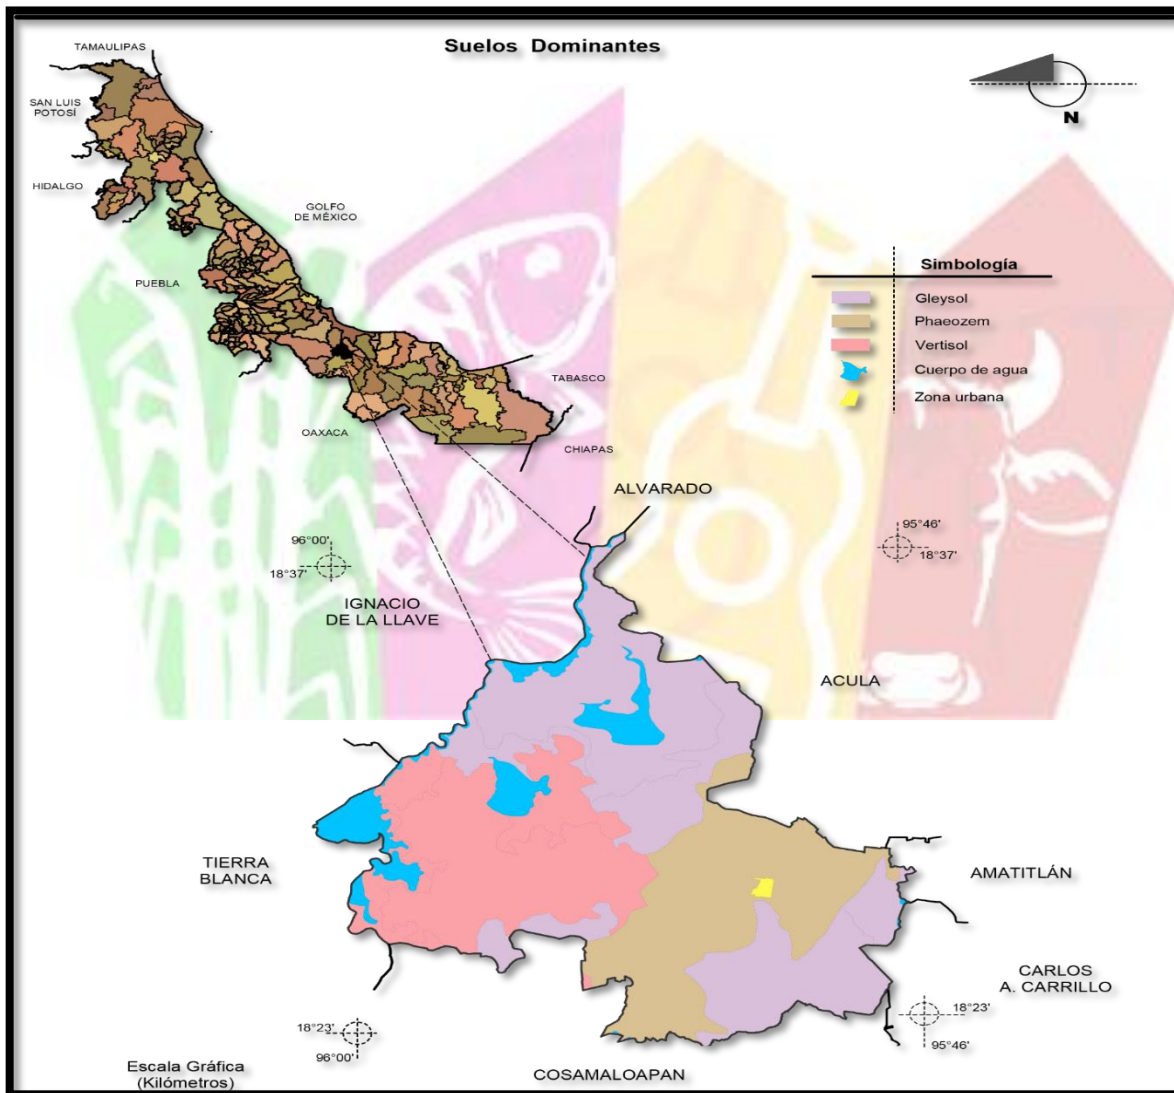 Suelos Dominantes
TAMAULIPAS
SAN LUIS
POTOSÍ
HIDALGO
GOLFO
DE MÉXICO
PUEBLA
OAXACA
TABASCO
CHIAPAS
N
Simbología
Gleysol
Phaeozem
Vertisol
Cuerpo de agua
Zona urbana
ALVARADO
96°00'
18°37'
95°46'
18°37'
IGNACIO
DE LA LLAVE
ACULA
TIERRA
BLANCA
AMATITLÁN
CARLOS
A. CARRILLO
18°23'
96°00'
18°23'
95°46'
Escala Gráfica
(Kilómetros)
COSAMALOAPAN